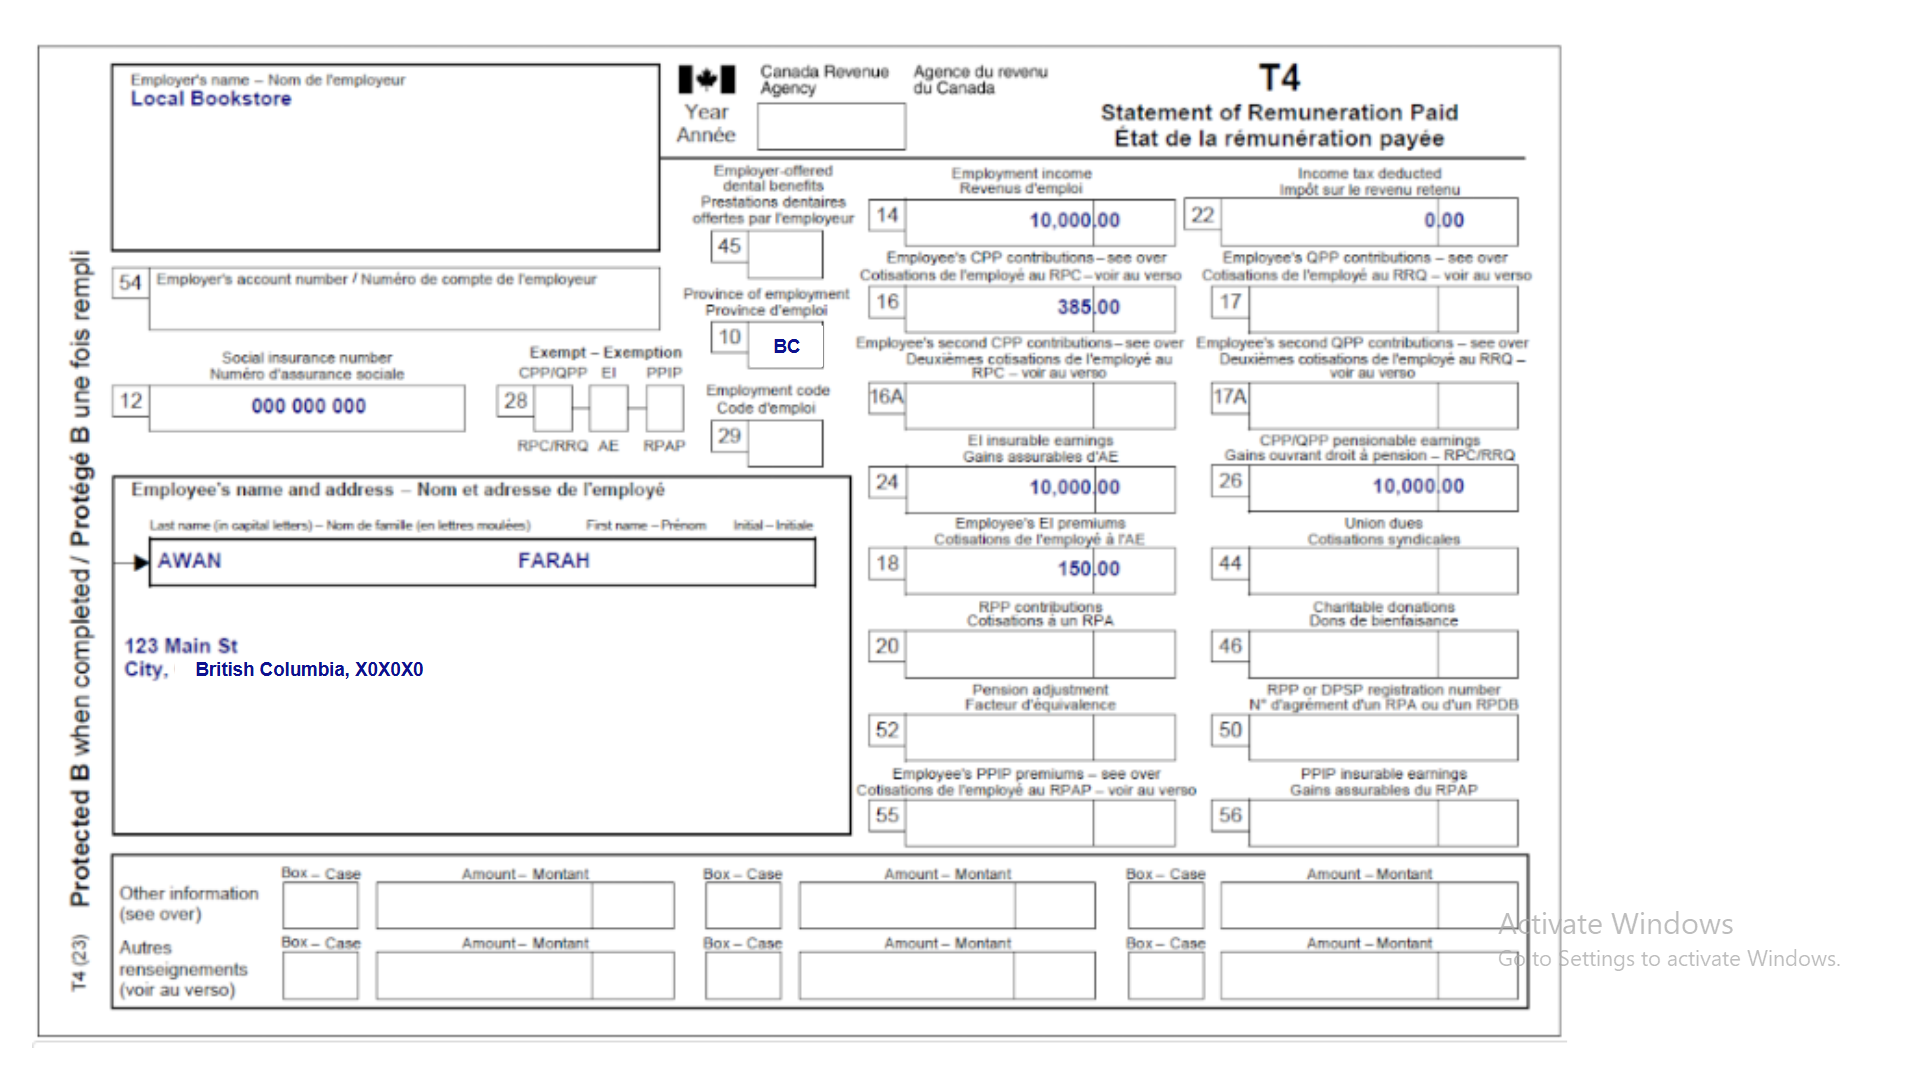 Employer's name – Nom de l'employeur
Local Bookstore
Canada Revenue Agency
Agence du revenu du Canada
Year
Année
T4
Statement of Remuneration Paid
État de la rémunération payée
Employer-offered
dental benefits
Prestations dentaires
offertes par l'employeur
45
Employment income
Revenus d'emploi
14 10,000.00
Income tax deducted
Impôt sur le revenu retenu
22 0.00
54 Employer's account number / Numéro de compte de l'employeur
Province of employment
Province d'emploi
10 BC
Employee's CPP contributions – see over
Cotisations de l'employé au RPC – voir au verso
16 385.00
Employee's QPP contributions – see over
Cotisations de l'employé au RRQ – voir au verso
17
Social insurance number
Numéro d'assurance sociale
12 000 000 000
Exempt – Exemption
CPP/QPP EI PPIP
28
RPC/RRQ AE RPAP
Employment code
Code d'emploi
29
Employee's second CPP contributions – see over
Deuxièmes cotisations de l'employé au
RPC – voir au verso
16A
Employee's second QPP contributions – see over
Deuxièmes cotisations de l'employé au RRQ –
voir au verso
17A
EI insurable earnings
Gains assurables d'AE
24 10,000.00
CPP/QPP pensionable earnings
Gains ouvrant droit à pension – RPC/RRQ
26 10,000.00
Employee's name and address – Nom et adresse de l'employé
Last name (in capital letters) – Nom de famille (en lettres moulées) First name – Prénom Initial – Initiale
AWAN FARAH
123 Main St
City, British Columbia, X0X0X0
Employee's EI premiums
Cotisations de l'employé à l'AE
18 150.00
Union dues
Cotisations syndicales
44
RPP contributions
Cotisations à un RPA
20
Charitable donations
Dons de bienfaisance
46
Pension adjustment
Facteur d'équivalence
52
RPP or DPSP registration number
N° d'agrément d'un RPA ou d'un RPDB
50
Employee's PPIP premiums – see over
Cotisations de l'employé au RPAP – voir au verso
55
PPIP insurable earnings
Gains assurables du RPAP
56
Other information
(see over)
Box – Case Amount – Montant Box – Case Amount – Montant Box – Case Amount – Montant
Autres
renseignements
(voir au verso)
Box – Case Amount – Montant Box – Case Amount – Montant Box – Case Amount – Montant
T4 (23) Protected B when completed / Protégé B une fois rempli
Activate Windows
Go to Settings to activate Windows.